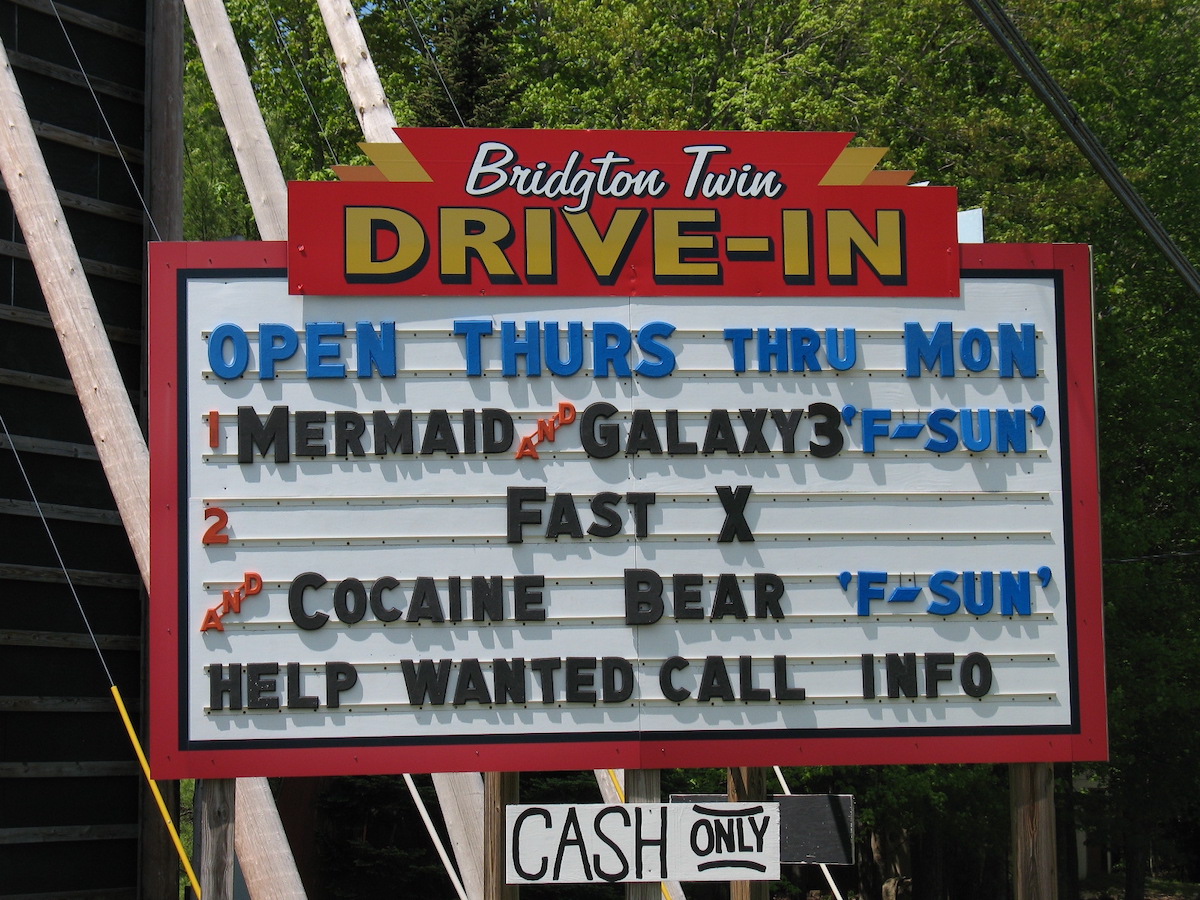 Bridgton Twin
DRIVE-IN
OPEN THURS THRU MON
1 MERMAID AND GALAXY3 'F-SUN'
2 FAST X
AND COCAINE BEAR 'F-SUN'
HELP WANTED CALL INFO
CASH ONLY